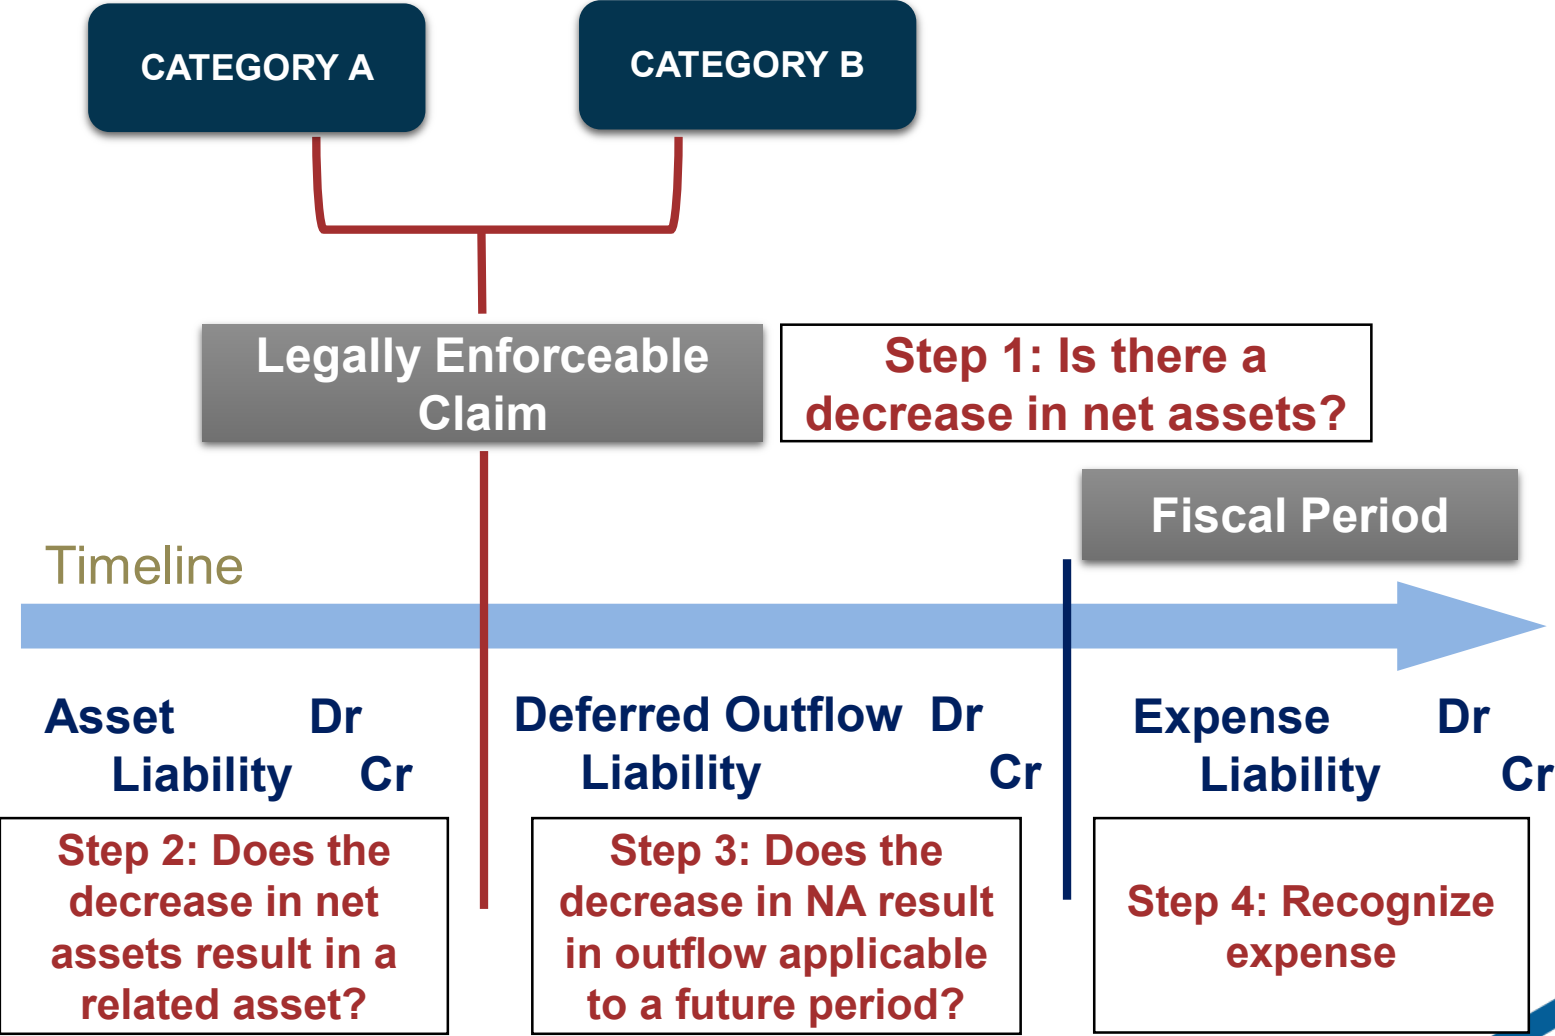 CATEGORY A
CATEGORY B
Legally Enforceable
Claim
Step 1: Is there a
decrease in net assets?
Fiscal Period
Timeline
Asset Dr
Liability Cr
Deferred Outflow Dr
Liability Cr
Expense Dr
Liability Cr
Step 2: Does the
decrease in net
assets result in a
related asset?
Step 3: Does the
decrease in NA result
in outflow applicable
to a future period?
Step 4: Recognize
expense